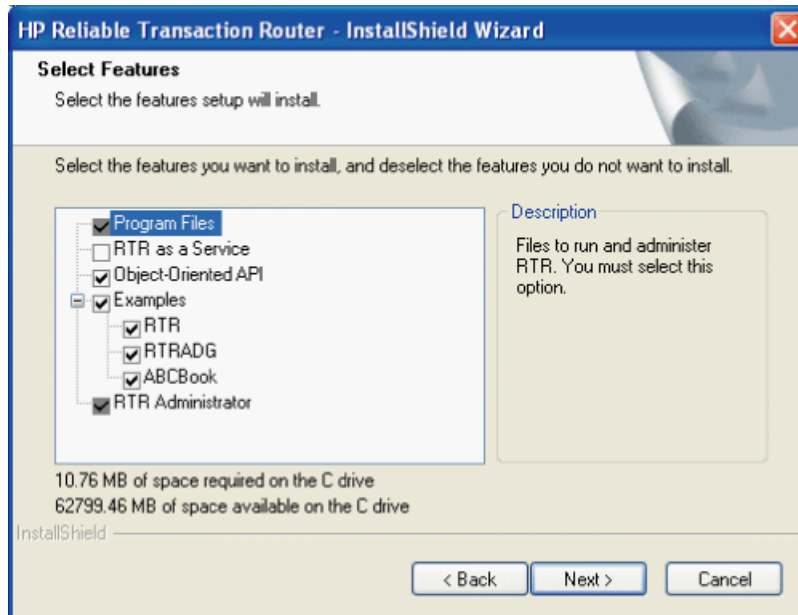 HP Reliable Transaction Router - InstallShield Wizard
Select Features
Select the features setup will install.
Select the features you want to install, and deselect the features you do not want to install.
Program Files
RTR as a Service
Object-Oriented API
Examples
RTR
RTRADG
ABCBook
RTR Administrator
Description
Files to run and administer
RTR. You must select this
option.
10.76 MB of space required on the C drive
62799.46 MB of space available on the C drive
InstallShield
< Back
Next >
Cancel